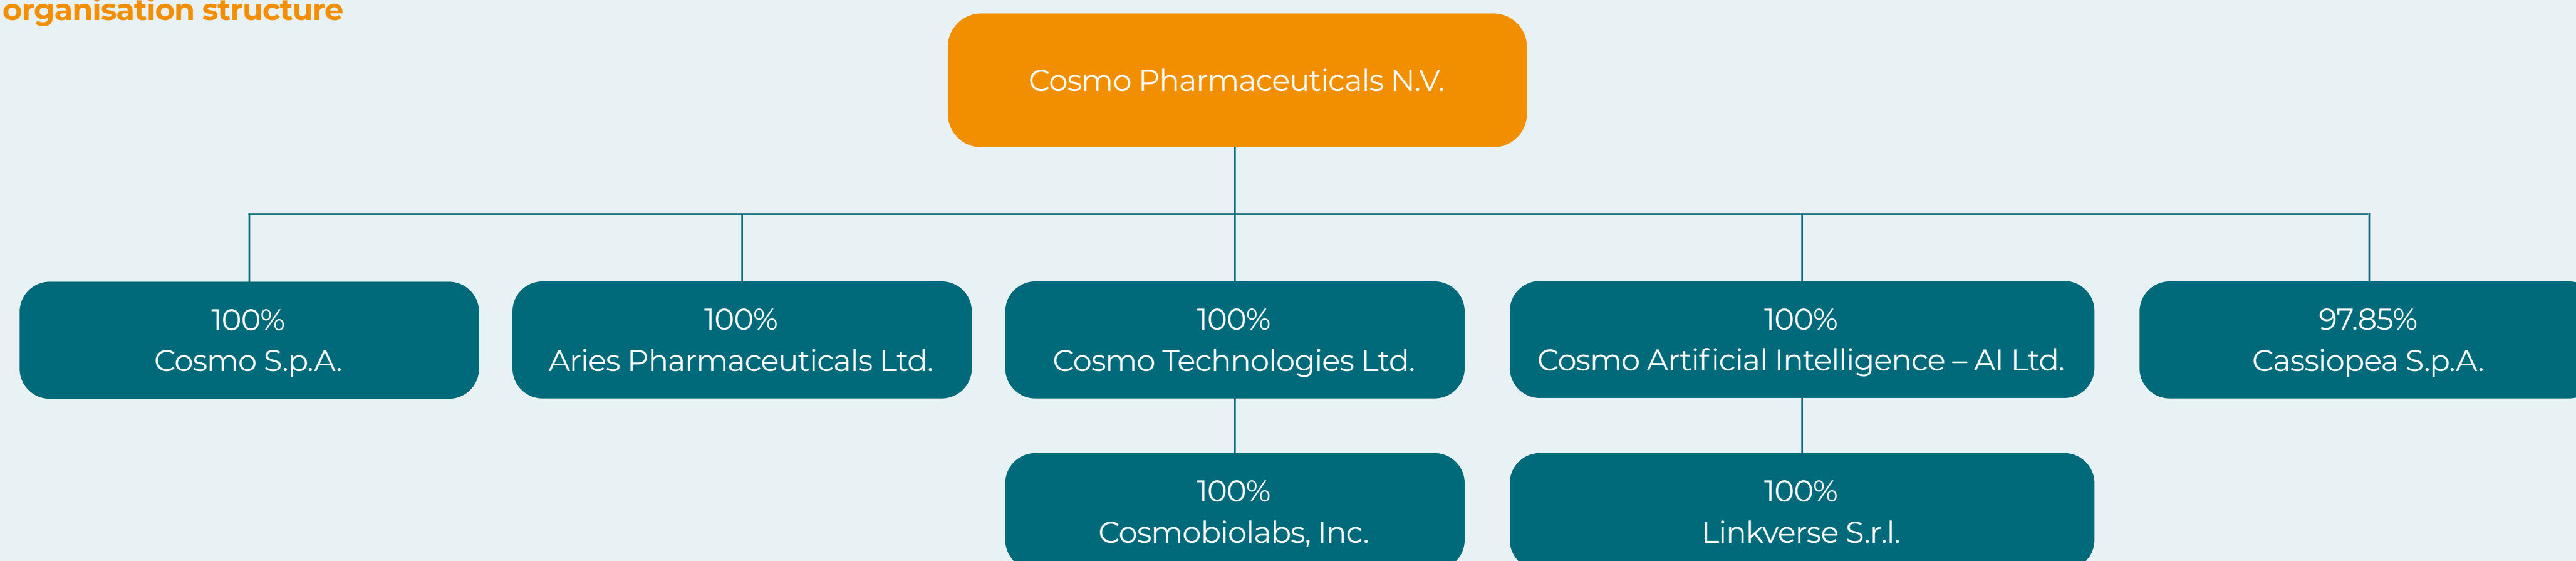 organisation structure
Cosmo Pharmaceuticals N.V.
100%
Cosmo S.p.A.
100%
Aries Pharmaceuticals Ltd.
100%
Cosmo Technologies Ltd.
100%
Cosmo Artificial Intelligence – AI Ltd.
97.85%
Cassiopea S.p.A.
100%
Cosmobiolabs, Inc.
100%
Linkverse S.r.l.